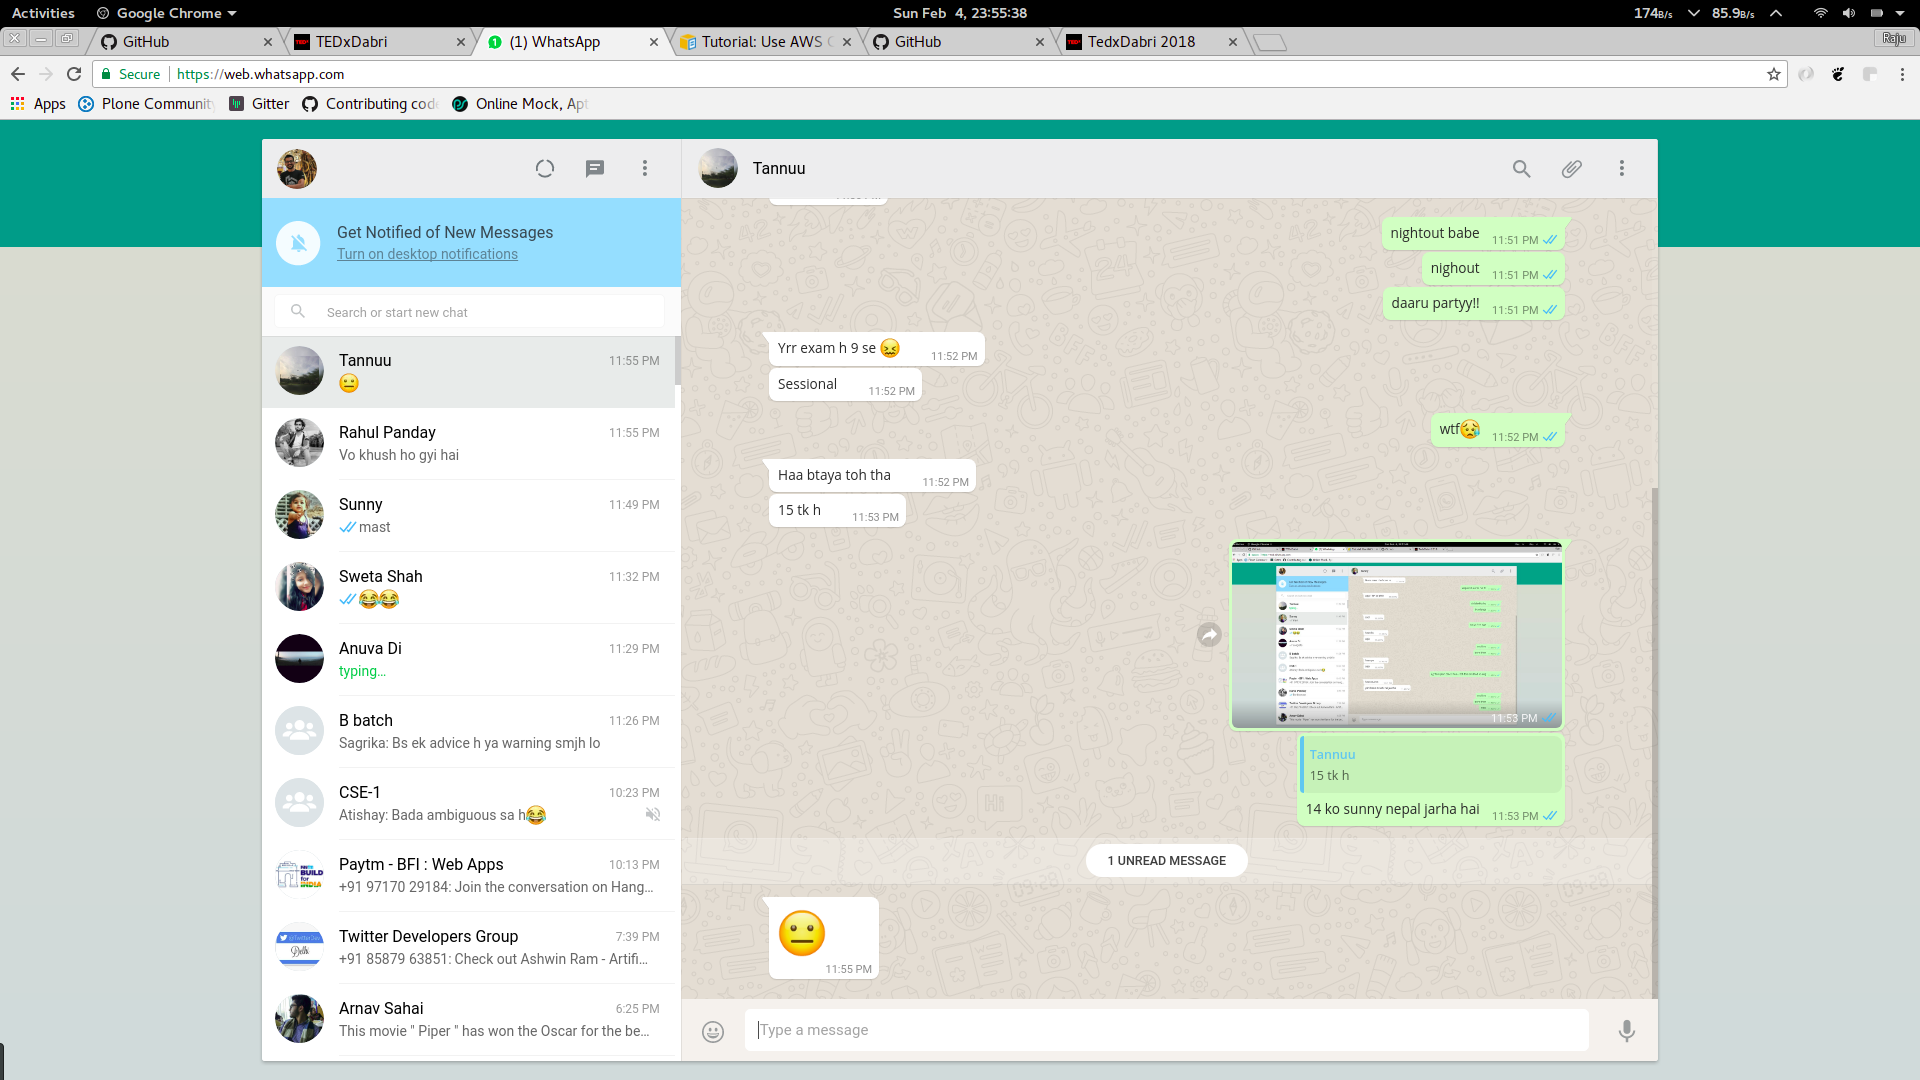 Activities Google Chrome Sun Feb 4, 23:55:38 174B/s 85.9B/s
GitHub TEDxDabri (1) WhatsApp Tutorial: Use AWS GitHub TedxDabri 2018 Raju
Secure https://web.whatsapp.com
Apps Plone Communit Gitter Contributing cod Online Mock, Apt
Tannuu
Get Notified of New Messages
Turn on desktop notifications
Search or start new chat
Tannuu 11:55 PM
😐
Rahul Panday 11:55 PM
Vo khush ho gyi hai
Sunny 11:49 PM
mast
Sweta Shah 11:32 PM
😂😂
Anuva Di 11:29 PM
typing...
B batch 11:26 PM
Sagrika: Bs ek advice h ya warning smjh lo
CSE-1 10:23 PM
Atishay: Bada ambiguous sa h😂
Paytm - BFI : Web Apps 10:13 PM
+91 97170 29184: Join the conversation on Hang...
Twitter Developers Group 7:39 PM
+91 85879 63851: Check out Ashwin Ram - Artifi...
Arnav Sahai 6:25 PM
This movie " Piper " has won the Oscar for the be...
nightout babe 11:51 PM
nighout 11:51 PM
daaru partyy!! 11:51 PM
Yrr exam h 9 se 😖 11:52 PM
Sessional 11:52 PM
wtf😥 11:52 PM
Haa btaya toh tha 11:52 PM
15 tk h 11:53 PM
11:53 PM
Tannuu
15 tk h
14 ko sunny nepal jarha hai 11:53 PM
1 UNREAD MESSAGE
😐
11:55 PM
Type a message